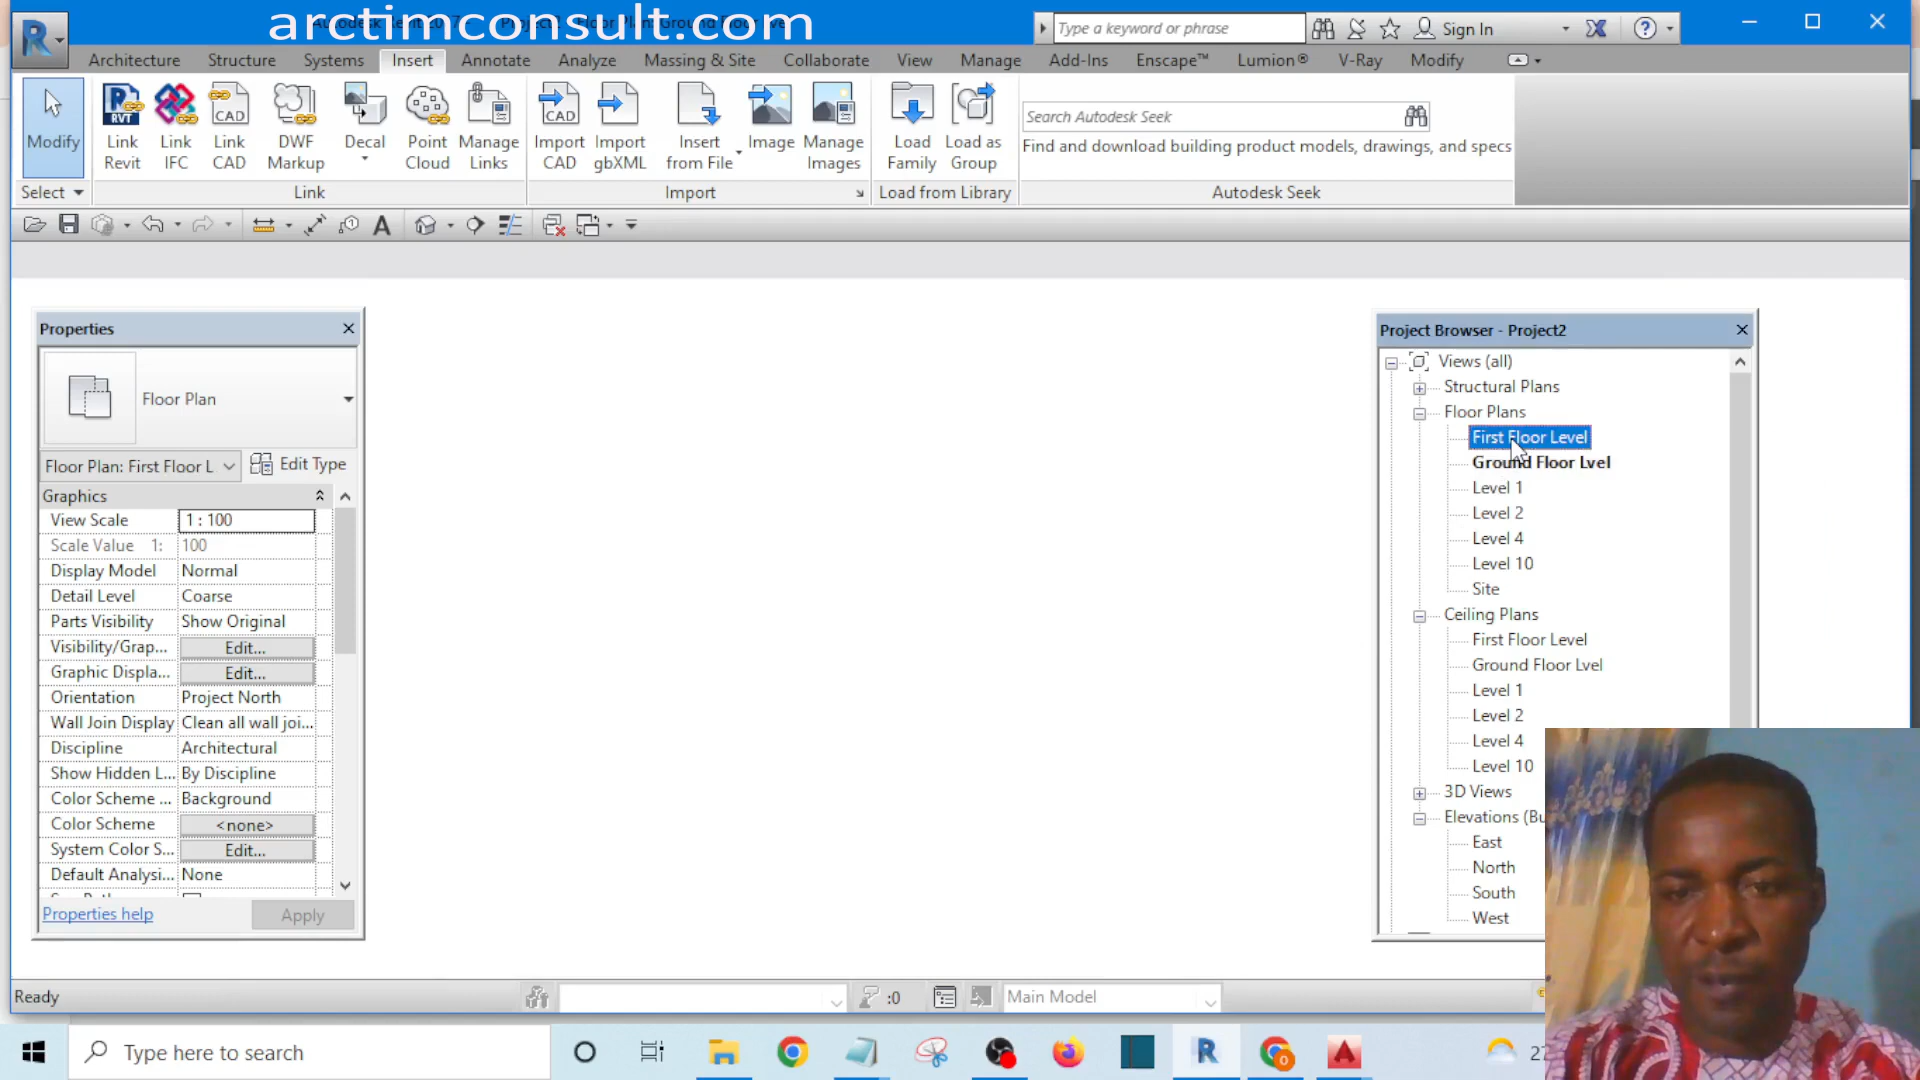 arctimconsult.com
Type a keyword or phrase
Sign In
Architecture Structure Systems Insert Annotate Analyze Massing & Site Collaborate View Manage Add-Ins Enscape™ Lumion® V-Ray Modify
Modify
Link Revit
Link IFC
Link CAD
DWF Markup
Decal
Point Cloud
Manage Links
Import CAD
Import gbXML
Insert from File
Image
Manage Images
Load Family
Load as Group
Search Autodesk Seek
Find and download building product models, drawings, and specs
Select Link Import Load from Library Autodesk Seek
Properties
Floor Plan
Floor Plan: First Floor L Edit Type
Graphics
View Scale 1 : 100
Scale Value 1: 100
Display Model Normal
Detail Level Coarse
Parts Visibility Show Original
Visibility/Grap... Edit...
Graphic Displa... Edit...
Orientation Project North
Wall Join Display Clean all wall joi...
Discipline Architectural
Show Hidden L... By Discipline
Color Scheme ... Background
Color Scheme <none>
System Color S... Edit...
Default Analysi... None
Properties help Apply
Project Browser - Project2
Views (all)
Structural Plans
Floor Plans
First Floor Level
Ground Floor Lvel
Level 1
Level 2
Level 4
Level 10
Site
Ceiling Plans
First Floor Level
Ground Floor Lvel
Level 1
Level 2
Level 4
Level 10
3D Views
Elevations (Bu
East
North
South
West
Ready :0 Main Model
Type here to search
27